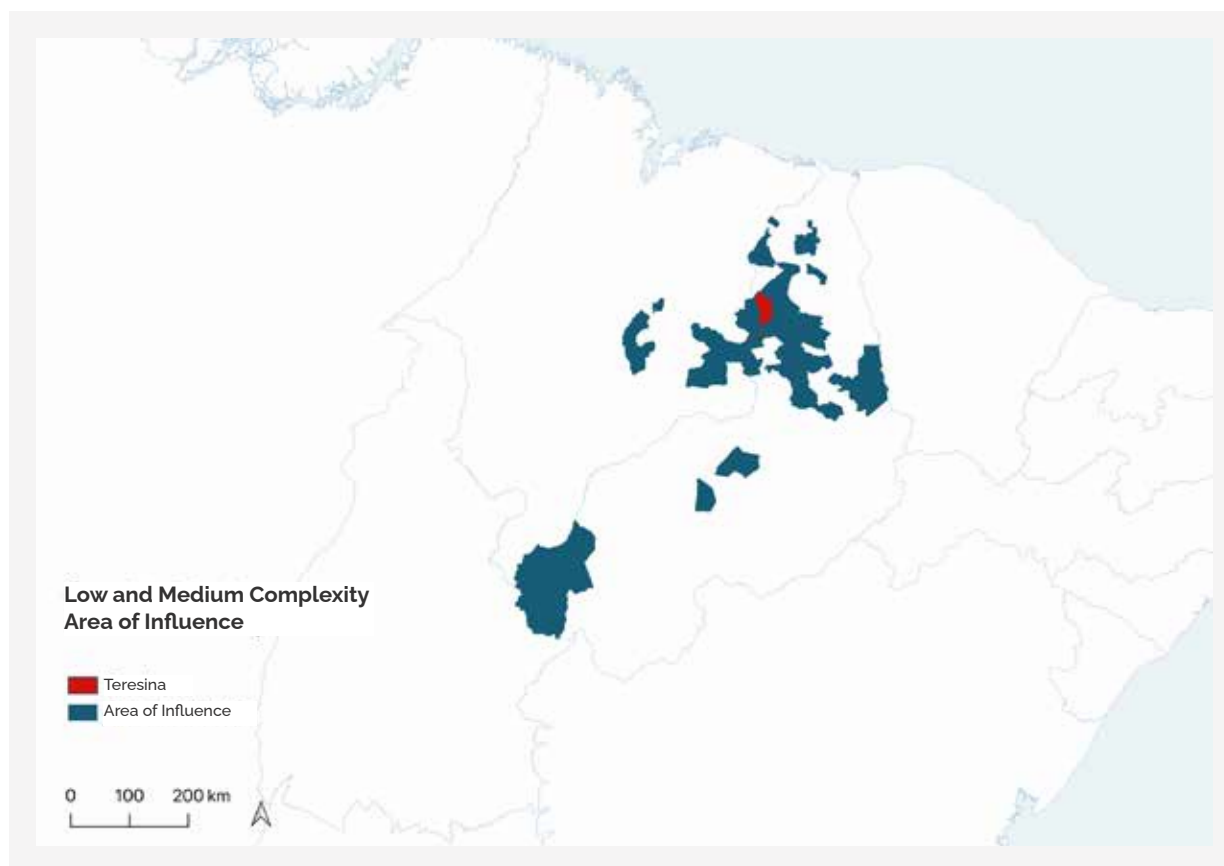 Low and Medium Complexity
Area of Influence
Teresina
Area of Influence
0 100 200 km